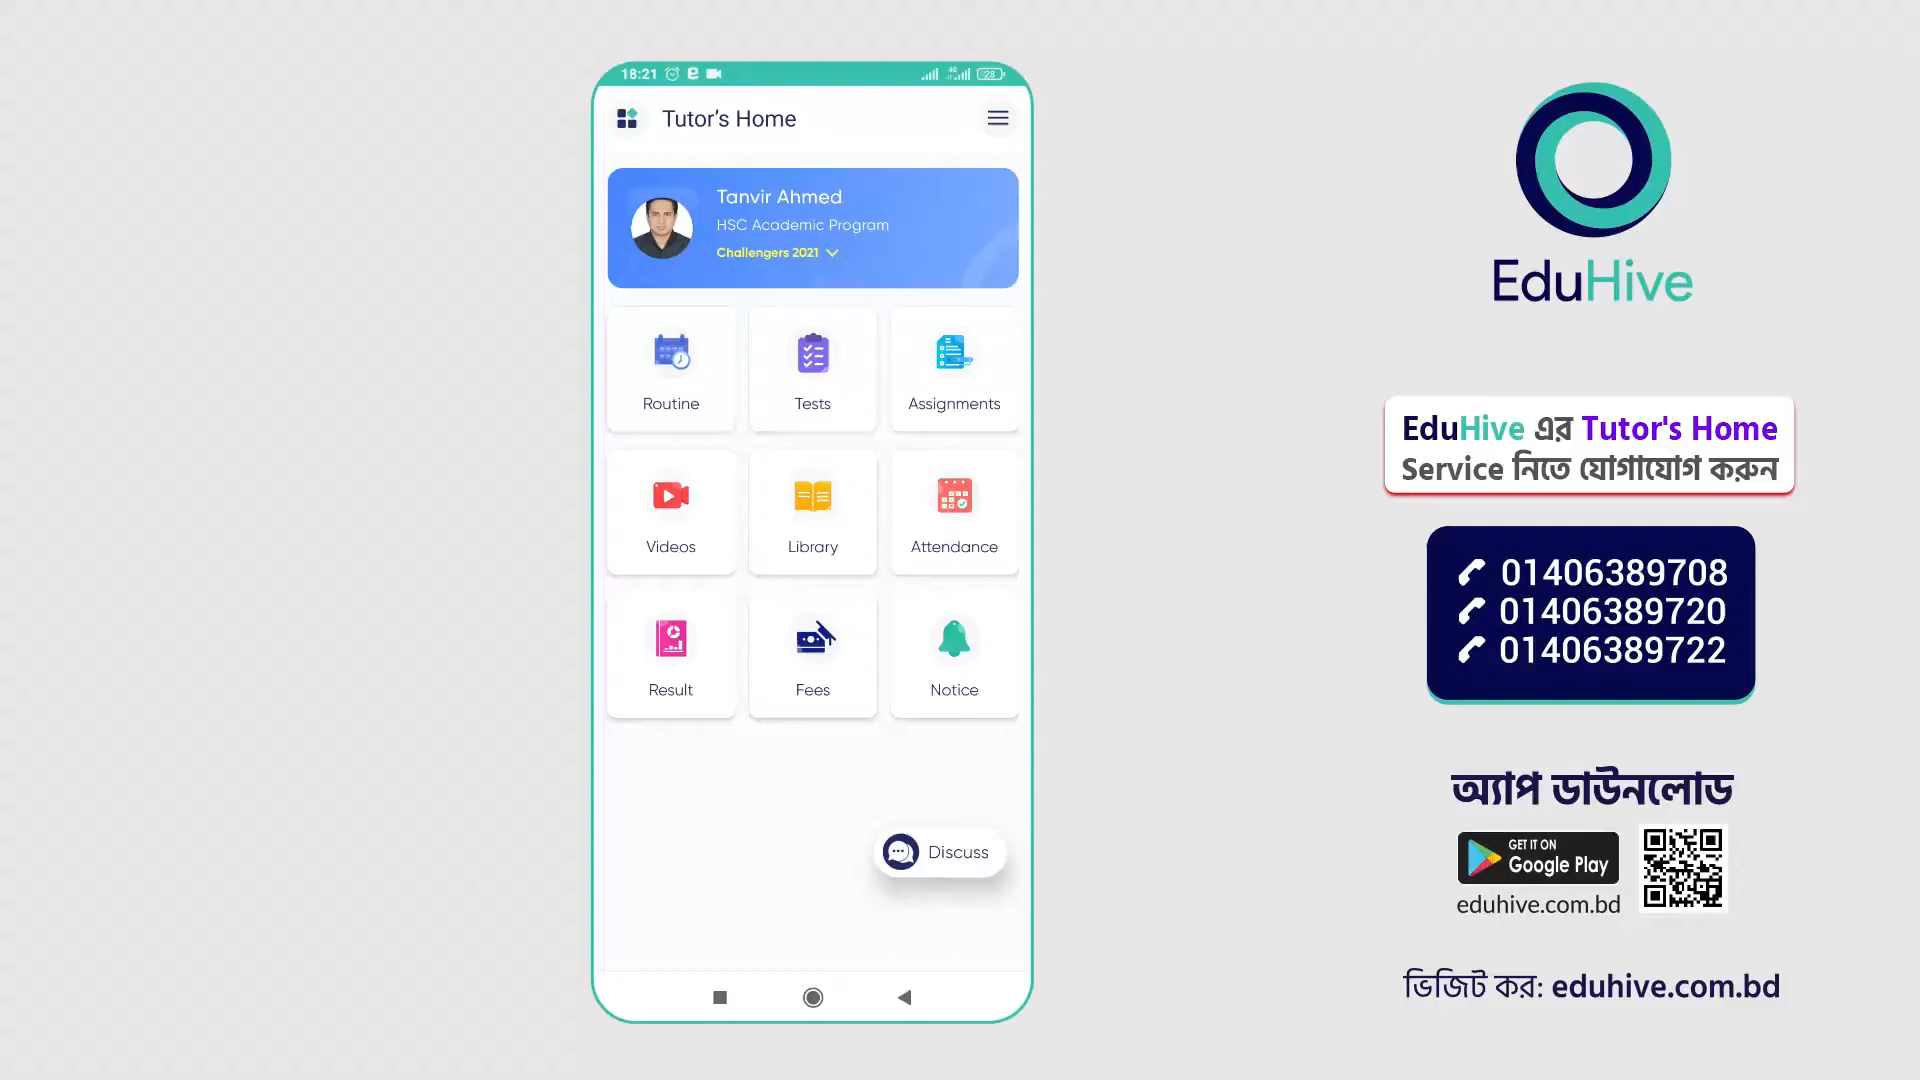 18:21
4G
28
Tutor's Home
Tanvir Ahmed
HSC Academic Program
Challengers 2021
Routine
Tests
Assignments
Videos
Library
Attendance
Result
Fees
Notice
Discuss
EduHive
EduHive এর Tutor's Home
Service নিতে যোগাযোগ করুন
01406389708
01406389720
01406389722
অ্যাপ ডাউনলোড
GET IT ON
Google Play
eduhive.com.bd
ভিজিট কর: eduhive.com.bd